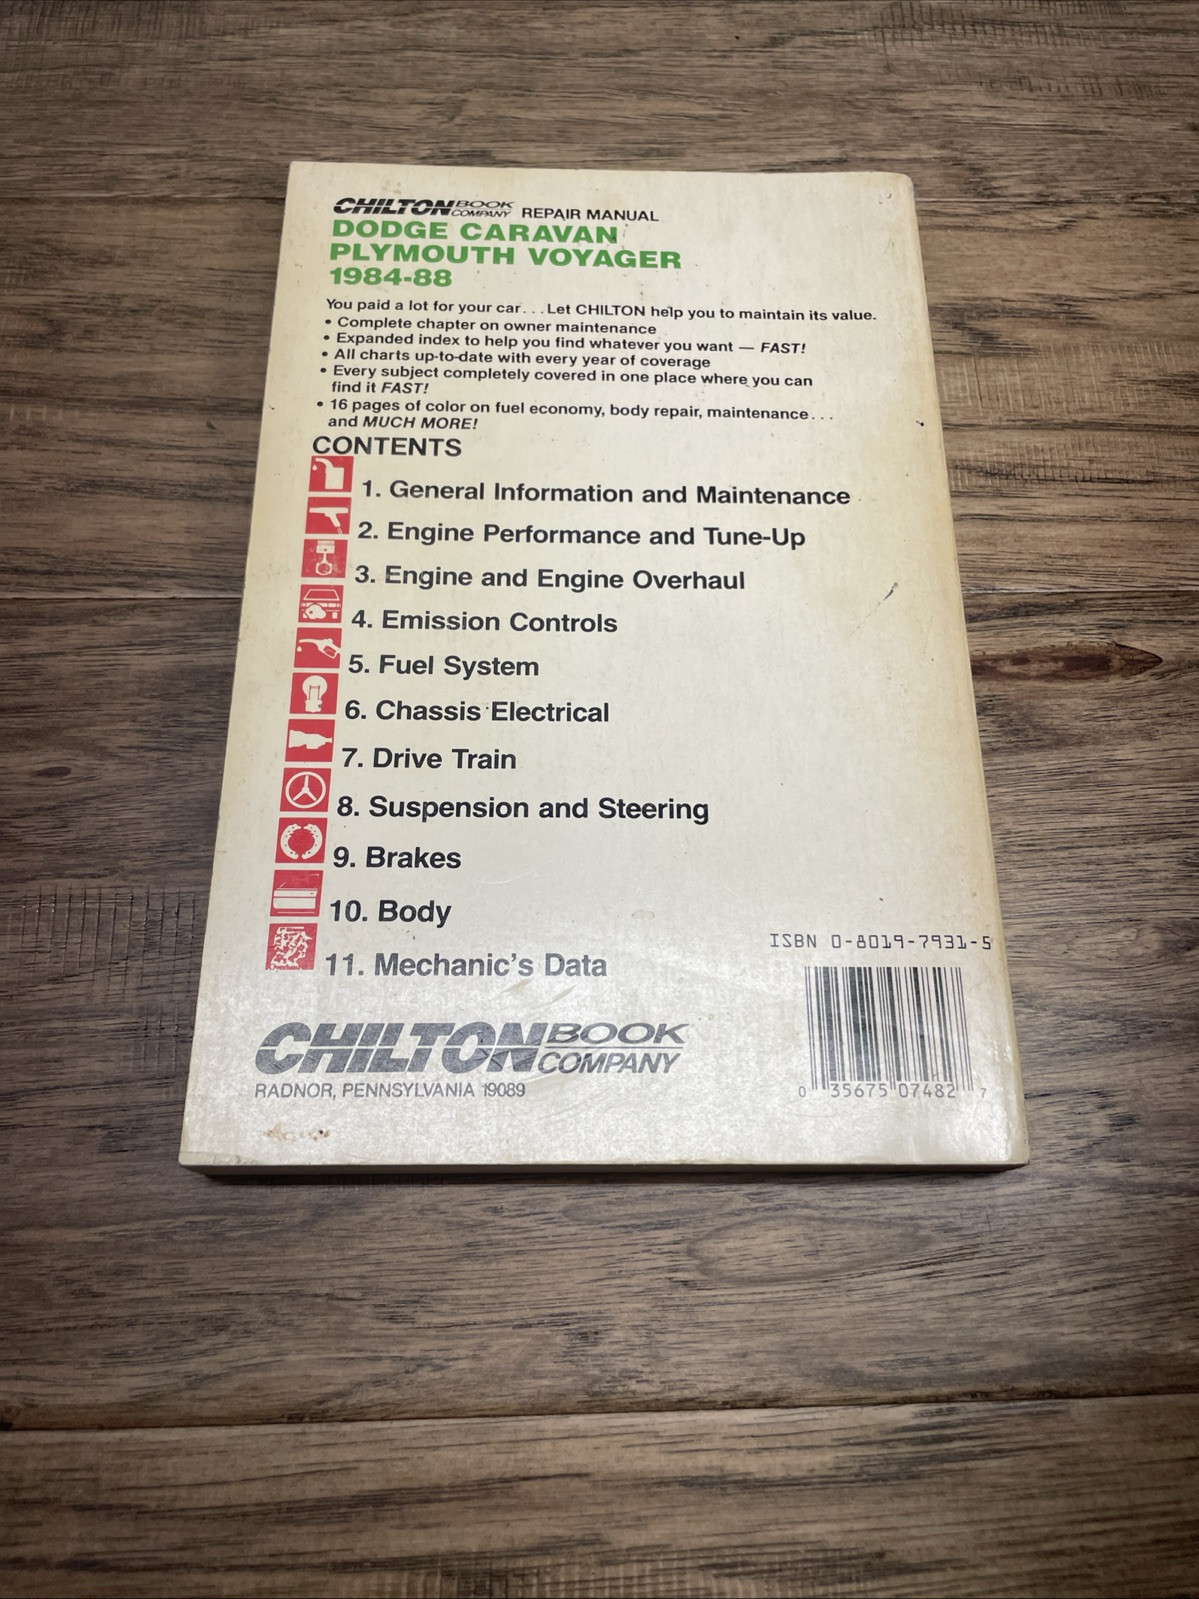 CHILTON BOOK COMPANY REPAIR MANUAL
DODGE CARAVAN
PLYMOUTH VOYAGER
1984-88
You paid a lot for your car...Let CHILTON help you to maintain its value.
• Complete chapter on owner maintenance
• Expanded index to help you find whatever you want — FAST!
• All charts up-to-date with every year of coverage
• Every subject completely covered in one place where you can
find it FAST!
• 16 pages of color on fuel economy, body repair, maintenance...
and MUCH MORE!
CONTENTS
1. General Information and Maintenance
2. Engine Performance and Tune-Up
3. Engine and Engine Overhaul
4. Emission Controls
5. Fuel System
6. Chassis Electrical
7. Drive Train
8. Suspension and Steering
9. Brakes
10. Body
11. Mechanic's Data
ISBN 0-8019-7931-5
CHILTON BOOK COMPANY
RADNOR, PENNSYLVANIA 19089
0 35675 07482 7